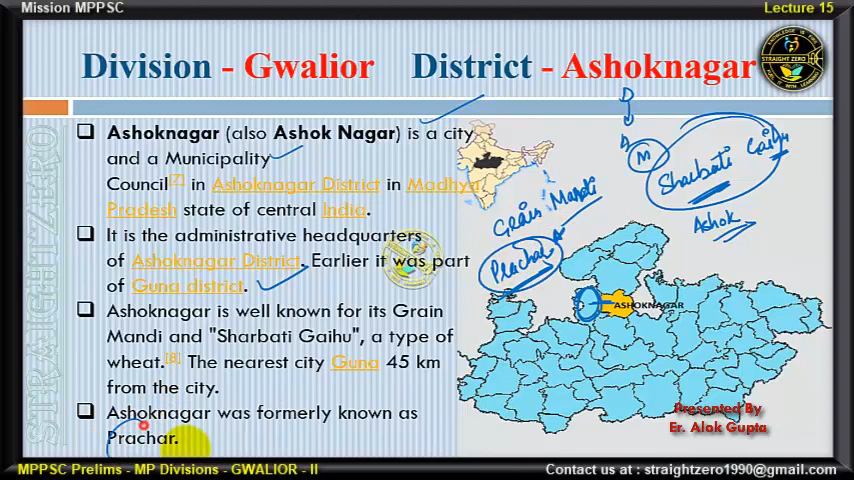 Mission MPPSC
Lecture 15
Division - Gwalior District - Ashoknagar
STRAIGHT ZERO
❑ Ashoknagar (also Ashok Nagar) is a city
and a Municipality
Council[7] in Ashoknagar District in Madhya
Pradesh state of central India.
❑ It is the administrative headquarters
of Ashoknagar District. Earlier it was part
of Guna district.
❑ Ashoknagar is well known for its Grain
Mandi and "Sharbati Gaihu", a type of
wheat.[8] The nearest city Guna 45 km
from the city.
❑ Ashoknagar was formerly known as
Prachar.
D
A
M
Sharbati Gaihu
Ashok
Grain Mandi
Prachar
ASHOKNAGAR
Presented By
Er. Alok Gupta
STRAIGHTZERO
MPPSC Prelims - MP Divisions - GWALIOR - II
Contact us at : straightzero1990@gmail.com